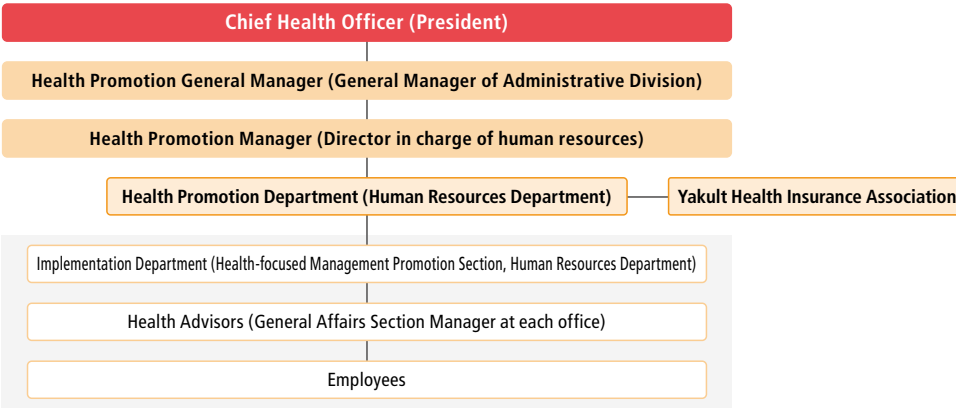 Chief Health Officer (President)
Health Promotion General Manager (General Manager of Administrative Division)
Health Promotion Manager (Director in charge of human resources)
Health Promotion Department (Human Resources Department)
Yakult Health Insurance Association
Implementation Department (Health-focused Management Promotion Section, Human Resources Department)
Health Advisors (General Affairs Section Manager at each office)
Employees